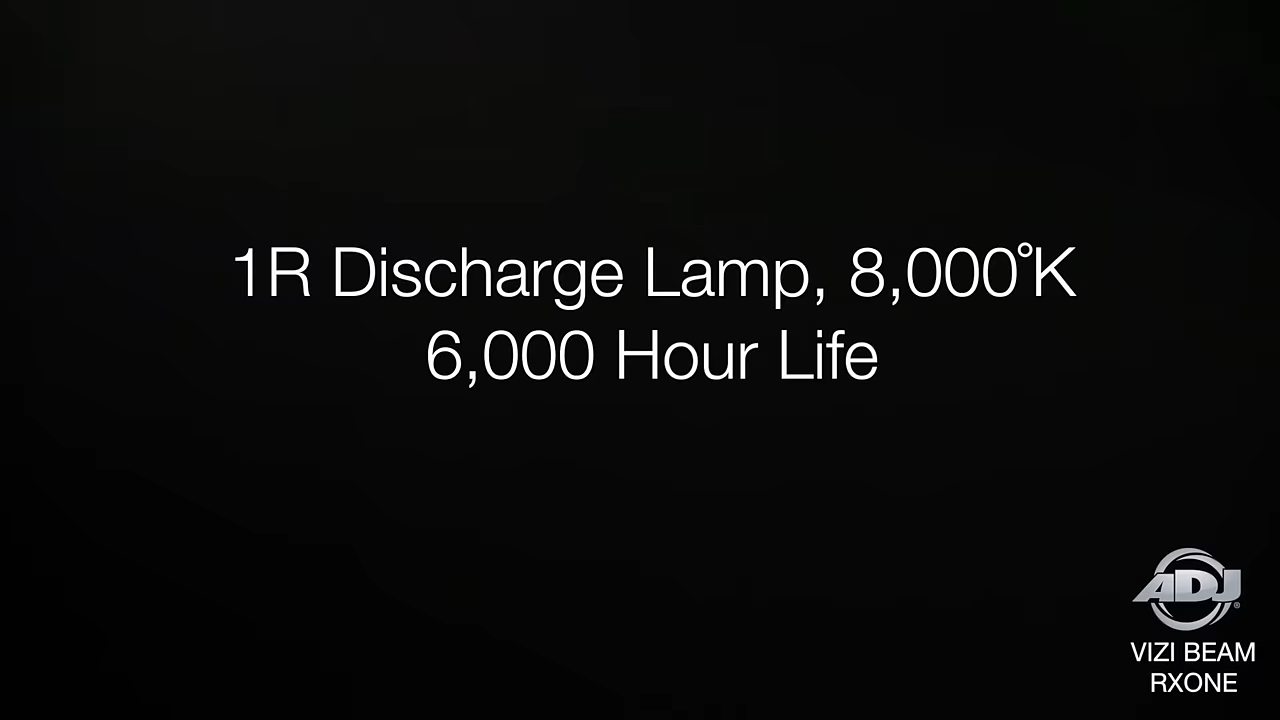 1R Discharge Lamp, 8,000°K
6,000 Hour Life
ADJ®
VIZI BEAM
RXONE